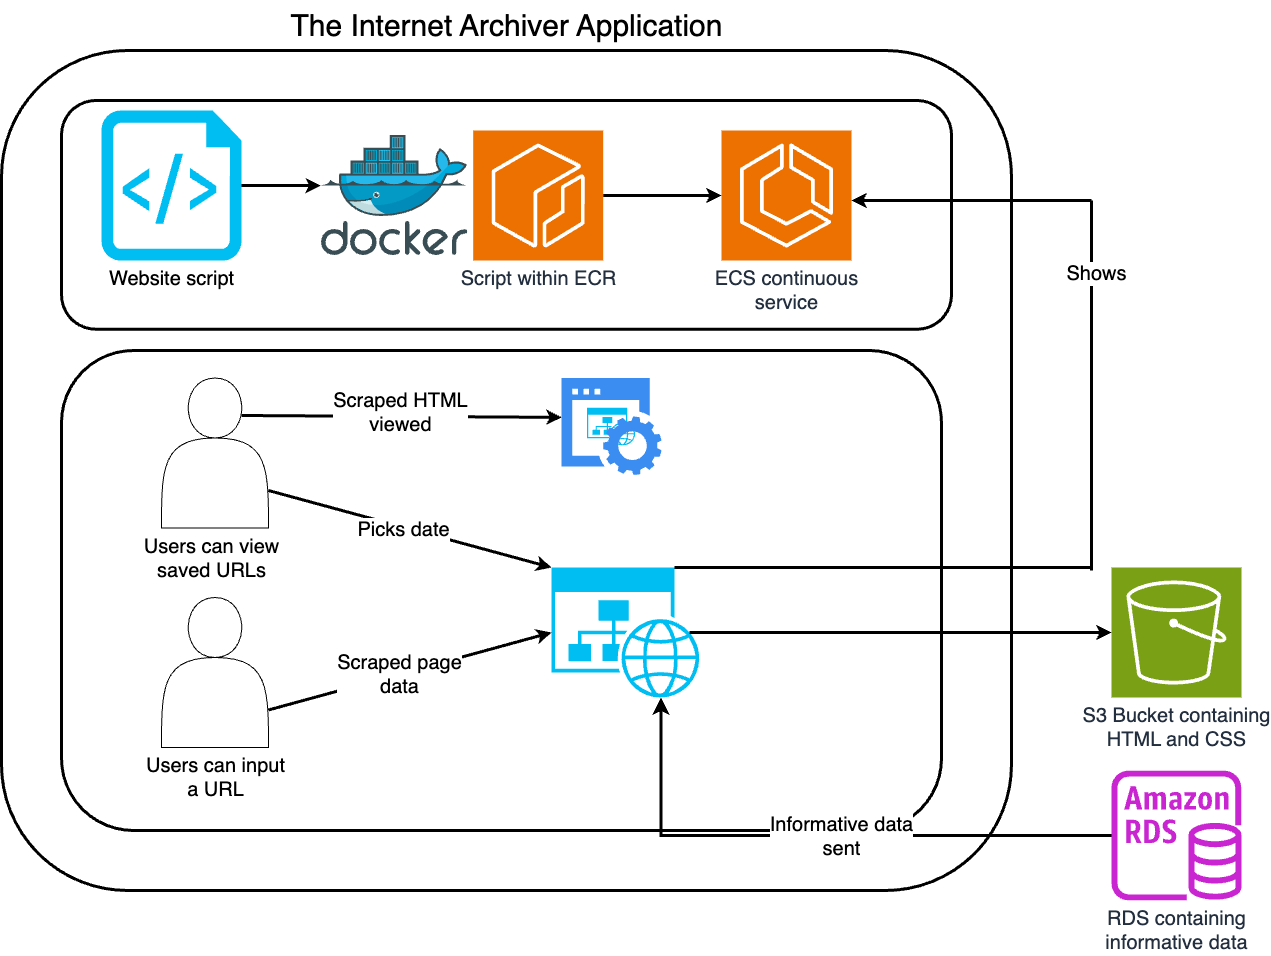 The Internet Archiver Application
docker
Website script
Script within ECR
ECS continuous
service
Shows
Scraped HTML
viewed
Picks date
Users can view
saved URLs
Scraped page
data
Users can input
a URL
S3 Bucket containing
HTML and CSS
Informative data
sent
Amazon
RDS
RDS containing
informative data